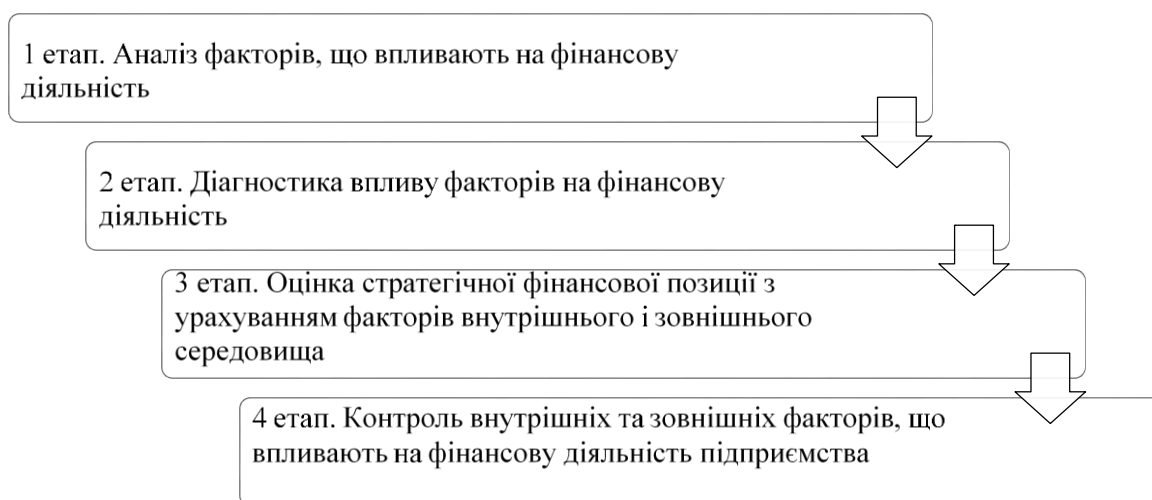 1 етап. Аналіз факторів, що впливають на фінансову
діяльність
2 етап. Діагностика впливу факторів на фінансову
діяльність
3 етап. Оцінка стратегічної фінансової позиції з
урахуванням факторів внутрішнього і зовнішнього
середовища
4 етап. Контроль внутрішніх та зовнішніх факторів, що
впливають на фінансову діяльність підприємства